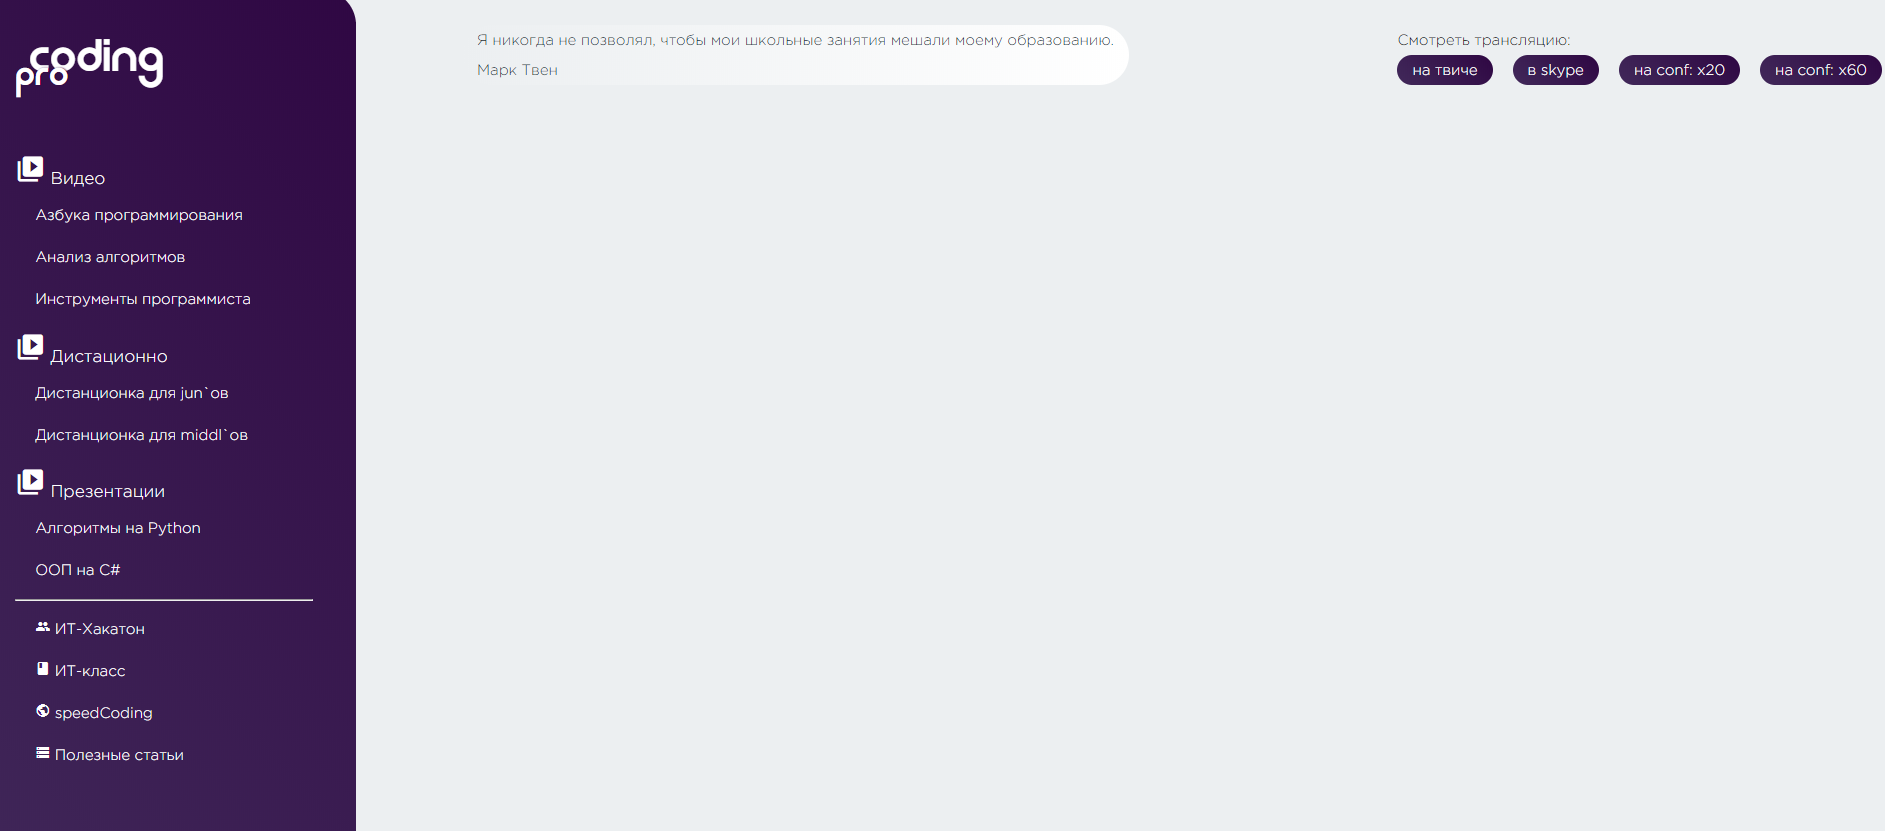 coding
pro
Видео
Азбука программирования
Анализ алгоритмов
Инструменты программиста
Дистационно
Дистанционка для jun`ов
Дистанционка для middl`ов
Презентации
Алгоритмы на Python
ООП на C#
ИТ-Хакатон
ИТ-класс
speedCoding
Полезные статьи
Я никогда не позволял, чтобы мои школьные занятия мешали моему образованию.
Марк Твен
Смотреть трансляцию:
на твиче в skype на conf: x20 на conf: x60